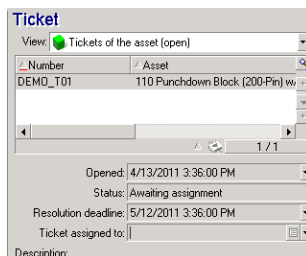 Ticket
View: Tickets of the asset (open)
Number Asset
DEMO_T01 110 Punchdown Block (200-Pin) w/
1 / 1
Opened: 4/13/2011 3:36:00 PM
Status: Awaiting assignment
Resolution deadline: 5/12/2011 3:36:00 PM
Ticket assigned to:
Description: